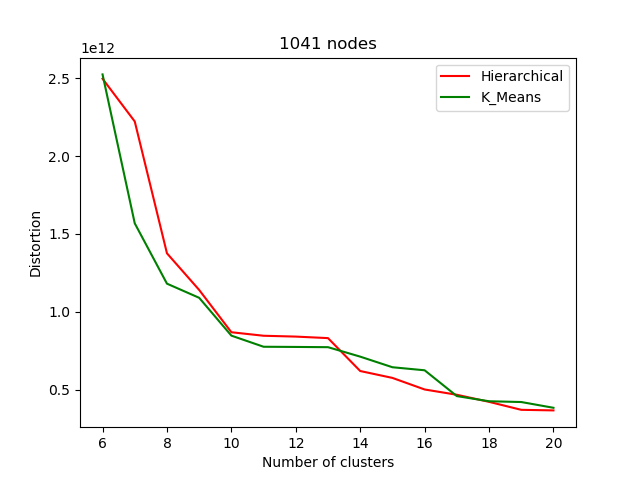 1041 nodes
1e12
Hierarchical
K_Means
2.5
2.0
1.5
1.0
0.5
Distortion
6 8 10 12 14 16 18 20
Number of clusters